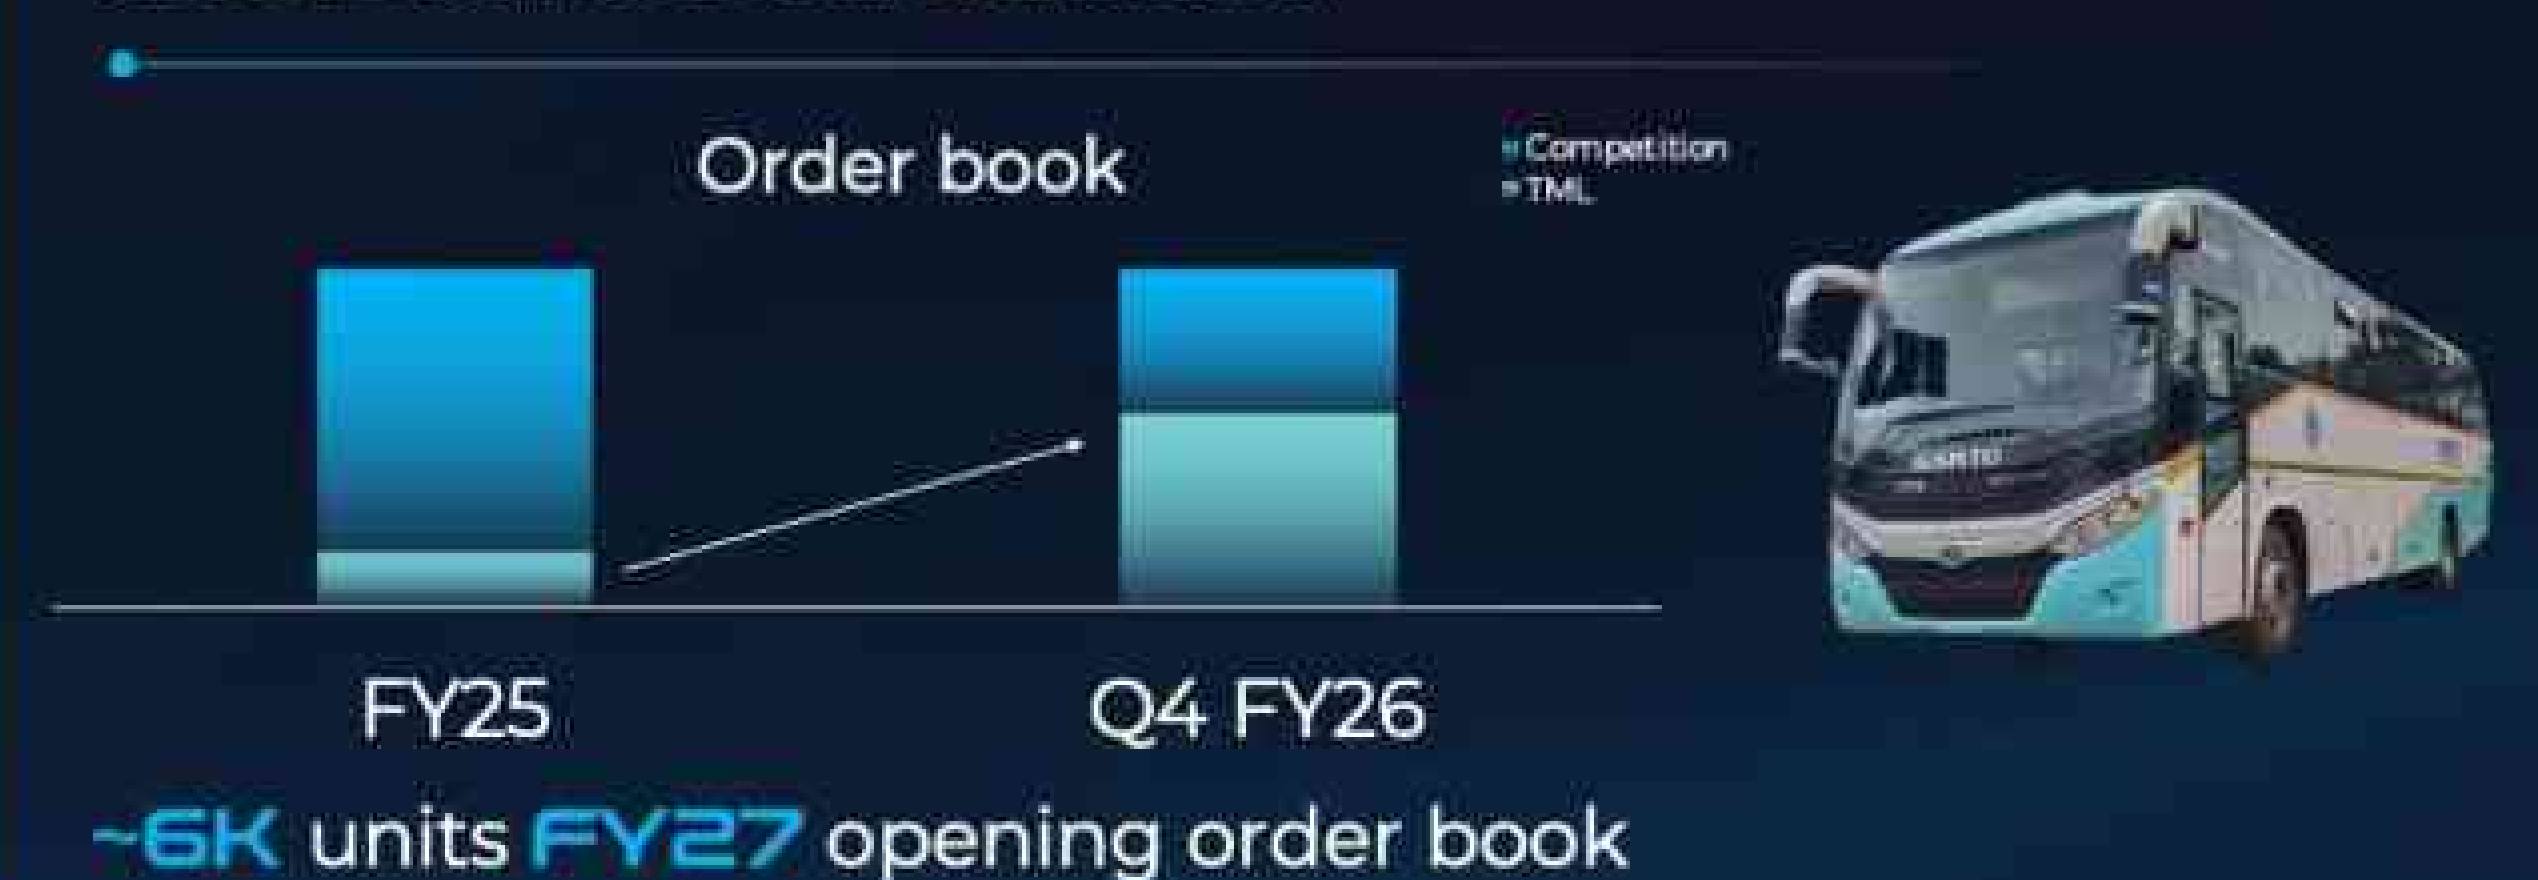 Order book
Competition
TML
FY25
Q4 FY26
~6K units FY27 opening order book